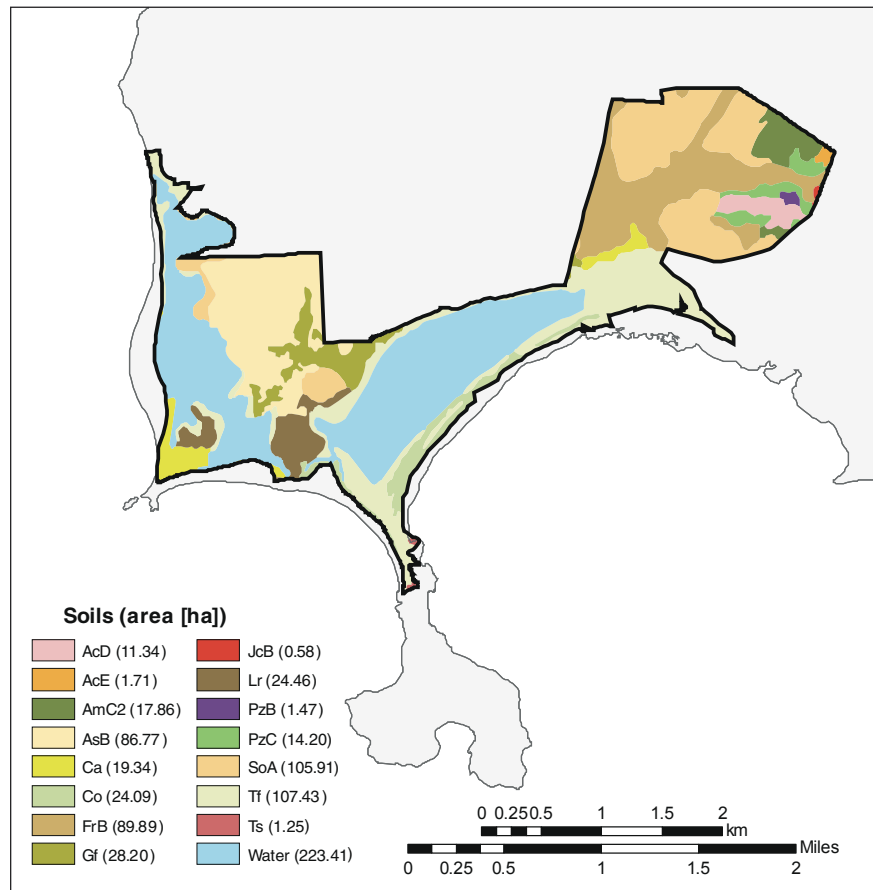 Soils (area [ha])
AcD (11.34)
AcE (1.71)
AmC2 (17.86)
AsB (86.77)
Ca (19.34)
Co (24.09)
FrB (89.89)
Gf (28.20)
JcB (0.58)
Lr (24.46)
PzB (1.47)
PzC (14.20)
SoA (105.91)
Tf (107.43)
Ts (1.25)
Water (223.41)
0 0.25 0.5 1 1.5 2
km
Miles
0 0.25 0.5 1 2